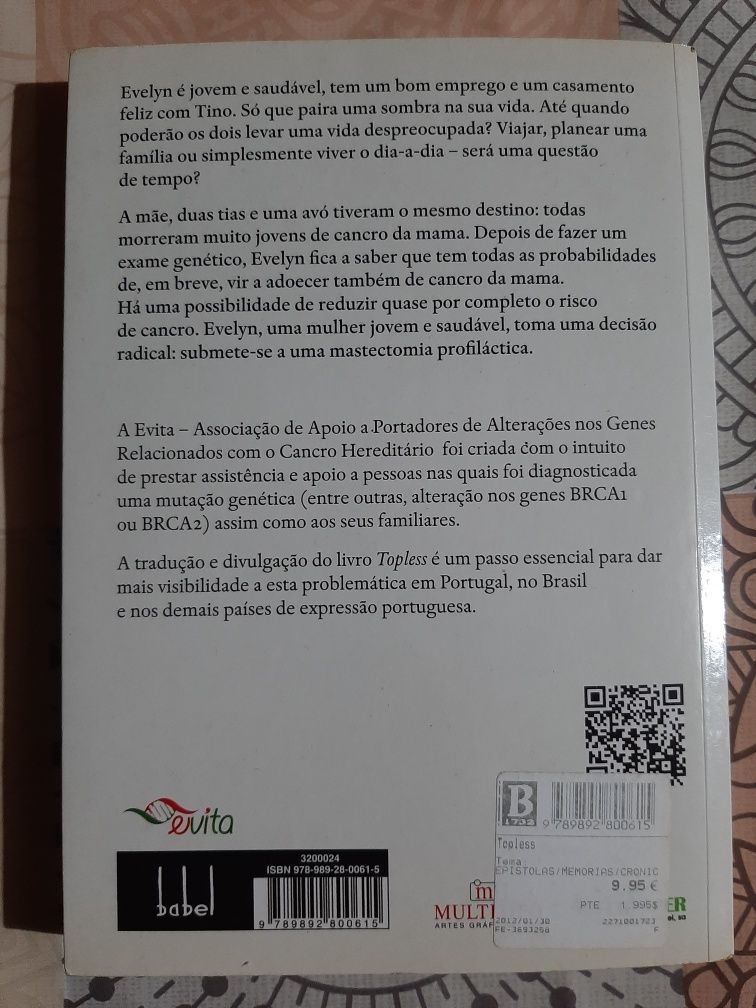 Evelyn é jovem e saudável, tem um bom emprego e um casamento
feliz com Tino. Só que paira uma sombra na sua vida. Até quando
poderão os dois levar uma vida despreocupada? Viajar, planear uma
família ou simplesmente viver o dia-a-dia – será uma questão
de tempo?
A mãe, duas tias e uma avó tiveram o mesmo destino: todas
morreram muito jovens de cancro da mama. Depois de fazer um
exame genético, Evelyn fica a saber que tem todas as probabilidades
de, em breve, vir a adoecer também de cancro da mama.
Há uma possibilidade de reduzir quase por completo o risco
de cancro. Evelyn, uma mulher jovem e saudável, toma uma decisão
radical: submete-se a uma mastectomia profiláctica.
A Evita – Associação de Apoio a Portadores de Alterações nos Genes
Relacionados com o Cancro Hereditário foi criada com o intuito
de prestar assistência e apoio a pessoas nas quais foi diagnosticada
uma mutação genética (entre outras, alteração nos genes BRCA1
ou BRCA2) assim como aos seus familiares.
A tradução e divulgação do livro Topless é um passo essencial para dar
mais visibilidade a esta problemática em Portugal, no Brasil
e nos demais países de expressão portuguesa.
evita
babel
3200024
ISBN 978-989-28-0061-5
9 789892 800615
MULT
ARTES GRÁF
B
1732
9 789892 800615
Topless
Tema
EPISTOLAS/MEMORIAS/CRONIC
9.95 €
PTE 1.995$
2012/01/30 2271001723
FE-3693256 F
ER